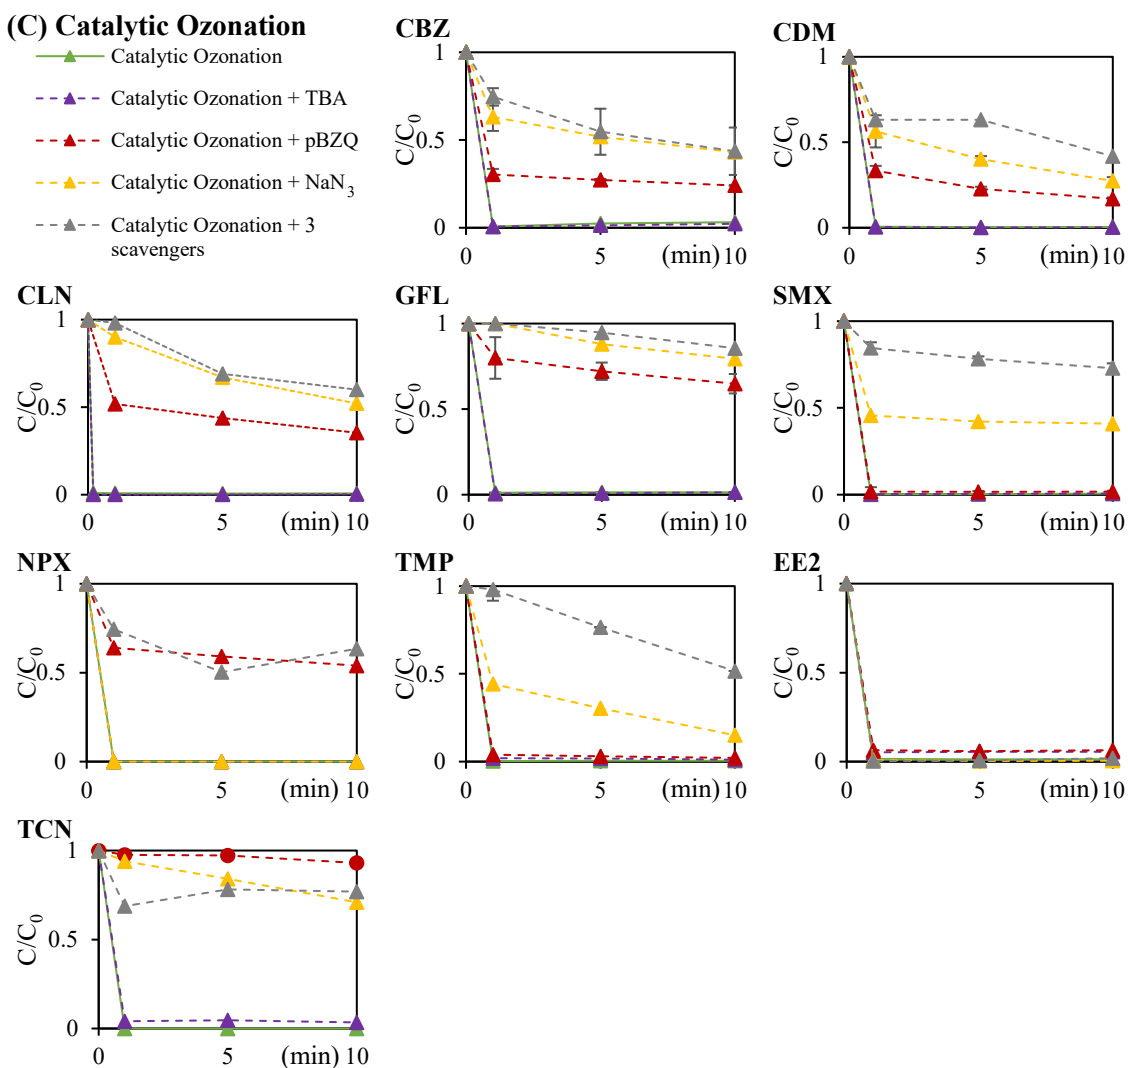 (C) Catalytic Ozonation
Catalytic Ozonation
Catalytic Ozonation + TBA
Catalytic Ozonation + pBZQ
Catalytic Ozonation + NaN3
Catalytic Ozonation + 3
scavengers
CBZ
1
0.5
0
C/C0
0 5 (min) 10
CDM
1
0.5
0
C/C0
0 5 (min) 10
CLN
1
0.5
0
C/C0
0 5 (min) 10
GFL
1
0.5
0
C/C0
0 5 (min) 10
SMX
1
0.5
0
C/C0
0 5 (min) 10
NPX
1
0.5
0
C/C0
0 5 (min) 10
TMP
1
0.5
0
C/C0
0 5 (min) 10
EE2
1
0.5
0
C/C0
0 5 (min) 10
TCN
1
0.5
0
C/C0
0 5 (min) 10